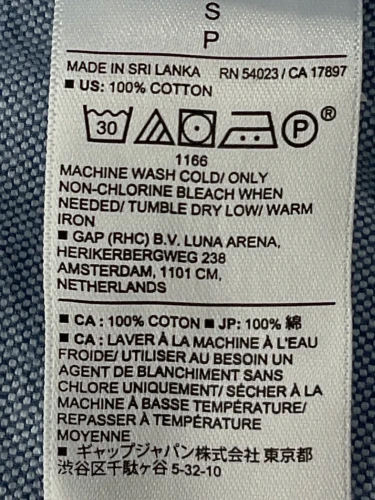 S
P
MADE IN SRI LANKA RN 54023 / CA 17897
■ US: 100% COTTON
30 P ®
1166
MACHINE WASH COLD/ ONLY
NON-CHLORINE BLEACH WHEN
NEEDED/ TUMBLE DRY LOW/ WARM
IRON
■ GAP (RHC) B.V. LUNA ARENA,
HERIKERBERGWEG 238
AMSTERDAM, 1101 CM,
NETHERLANDS
■ CA : 100% COTON ■ JP: 100% 綿
■ CA : LAVER À LA MACHINE À L'EAU
FROIDE/ UTILISER AU BESOIN UN
AGENT DE BLANCHIMENT SANS
CHLORE UNIQUEMENT/ SÉCHER À LA
MACHINE À BASSE TEMPÉRATURE/
REPASSER À TEMPÉRATURE
MOYENNE
■ ギャップジャパン株式会社 東京都
渋谷区千駄ヶ谷 5-32-10